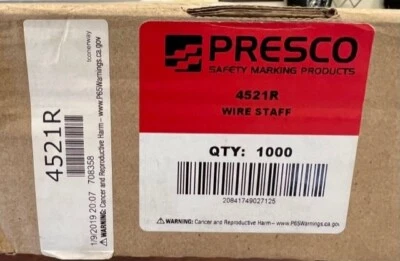 PRESCO
SAFETY MARKING PRODUCTS
4521R
WIRE STAFF
QTY: 1000
20841749027125
⚠WARNING: Cancer and Reproductive Harm - www.P65Warnings.ca.gov
4521R
1/9/2019 20:07 708358
⚠WARNING: Cancer and Reproductive Harm – www.P65Warnings.ca.gov